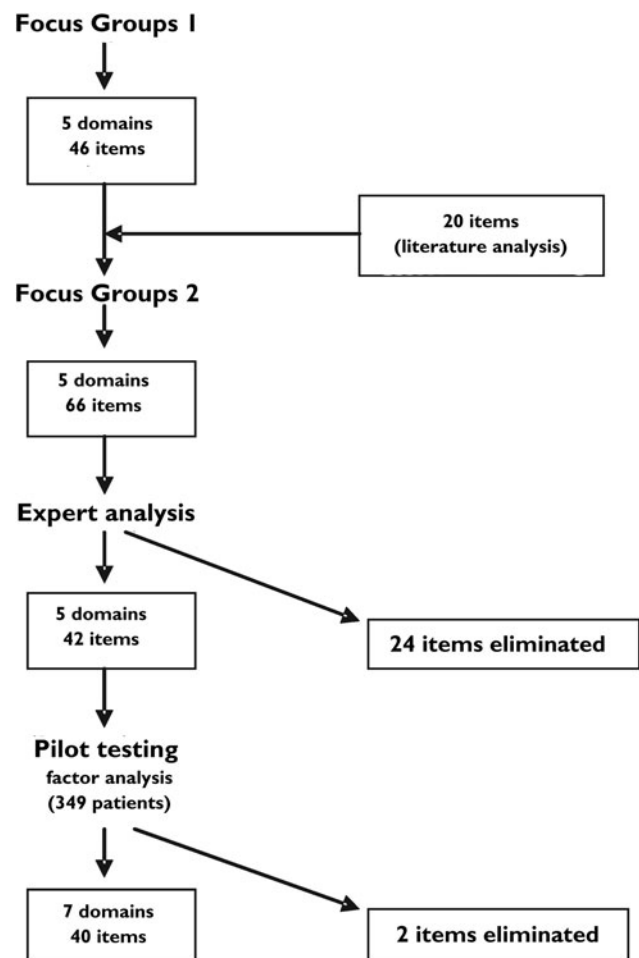 Focus Groups 1
5 domains
46 items
20 items
(literature analysis)
Focus Groups 2
5 domains
66 items
Expert analysis
5 domains
42 items
24 items eliminated
Pilot testing
factor analysis
(349 patients)
7 domains
40 items
2 items eliminated